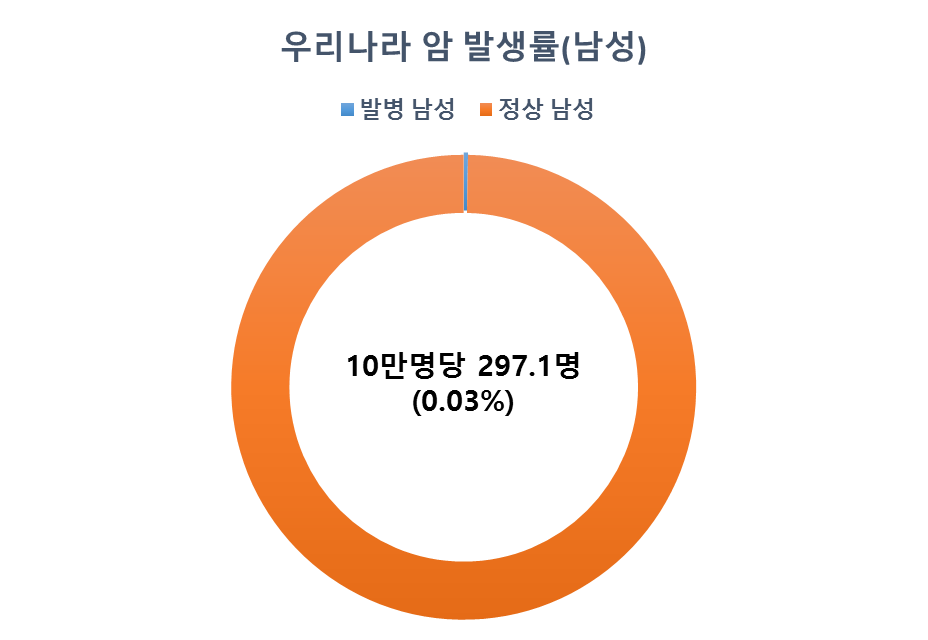 우리나라 암 발생률(남성)
발병 남성 정상 남성
10만명당 297.1명
(0.03%)